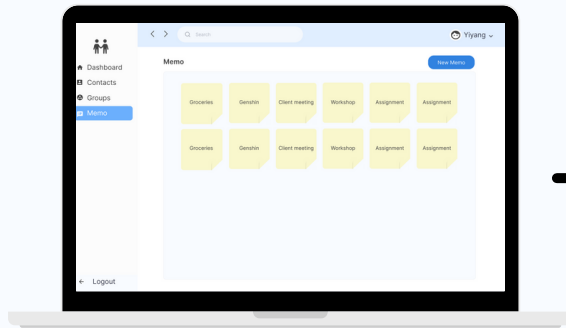 Search
Yiyang
Dashboard
Contacts
Groups
Memo
Logout
Memo
New Memo
Groceries Genshin Client meeting Workshop Assignment Assignment
Groceries Genshin Client meeting Workshop Assignment Assignment